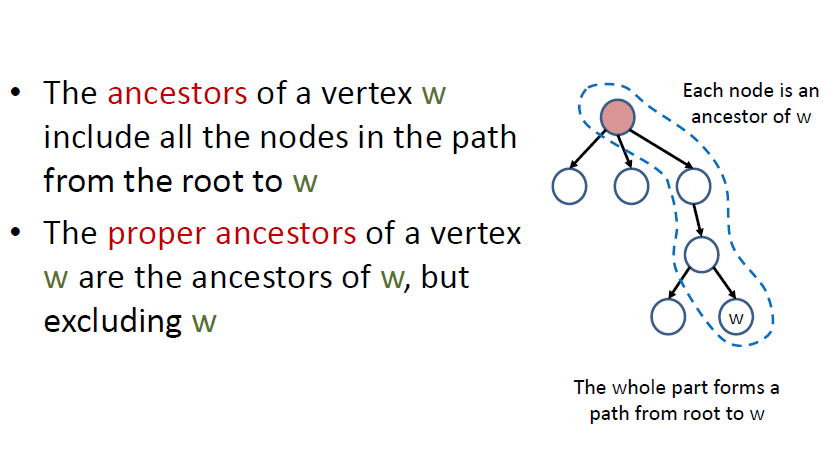 • The ancestors of a vertex w
include all the nodes in the path
from the root to w
• The proper ancestors of a vertex
w are the ancestors of w, but
excluding w
Each node is an
ancestor of w
w
The whole part forms a
path from root to w